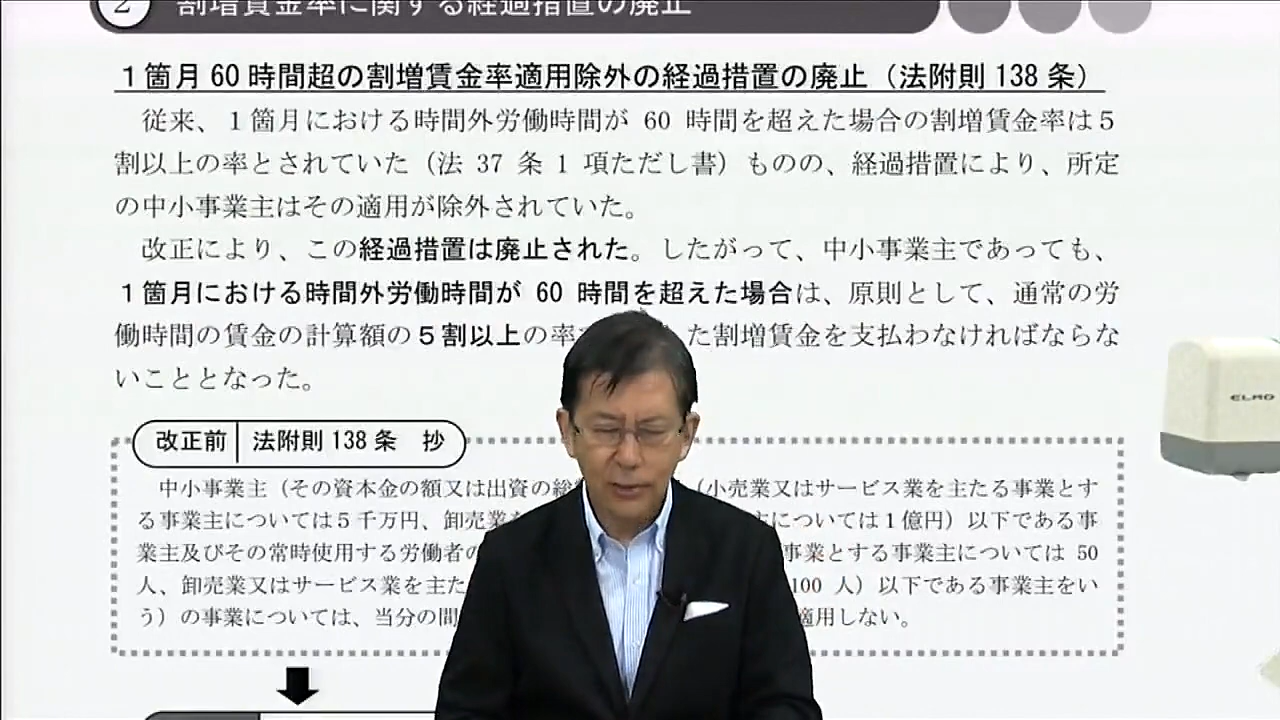 2 割増賃金率に関する経過措置の廃止
１箇月 60 時間超の割増賃金率適用除外の経過措置の廃止（法附則 138 条）
従来、１箇月における時間外労働時間が 60 時間を超えた場合の割増賃金率は５
割以上の率とされていた（法 37 条 1 項ただし書）ものの、経過措置により、所定
の中小事業主はその適用が除外されていた。
改正により、この経過措置は廃止された。したがって、中小事業主であっても、
１箇月における時間外労働時間が 60 時間を超えた場合は、原則として、通常の労
働時間の賃金の計算額の５割以上の率 た割増賃金を支払わなければならな
いこととなった。
改正前 法附則 138 条 抄
中小事業主（その資本金の額又は出資の総 （小売業又はサービス業を主たる事業とす
る事業主については５千万円、卸売業 については１億円）以下である事
業主及びその常時使用する労働者の 事業とする事業主については 50
人、卸売業又はサービス業を主た 100 人）以下である事業主をい
う）の事業については、当分の間 適用しない。
ELMO